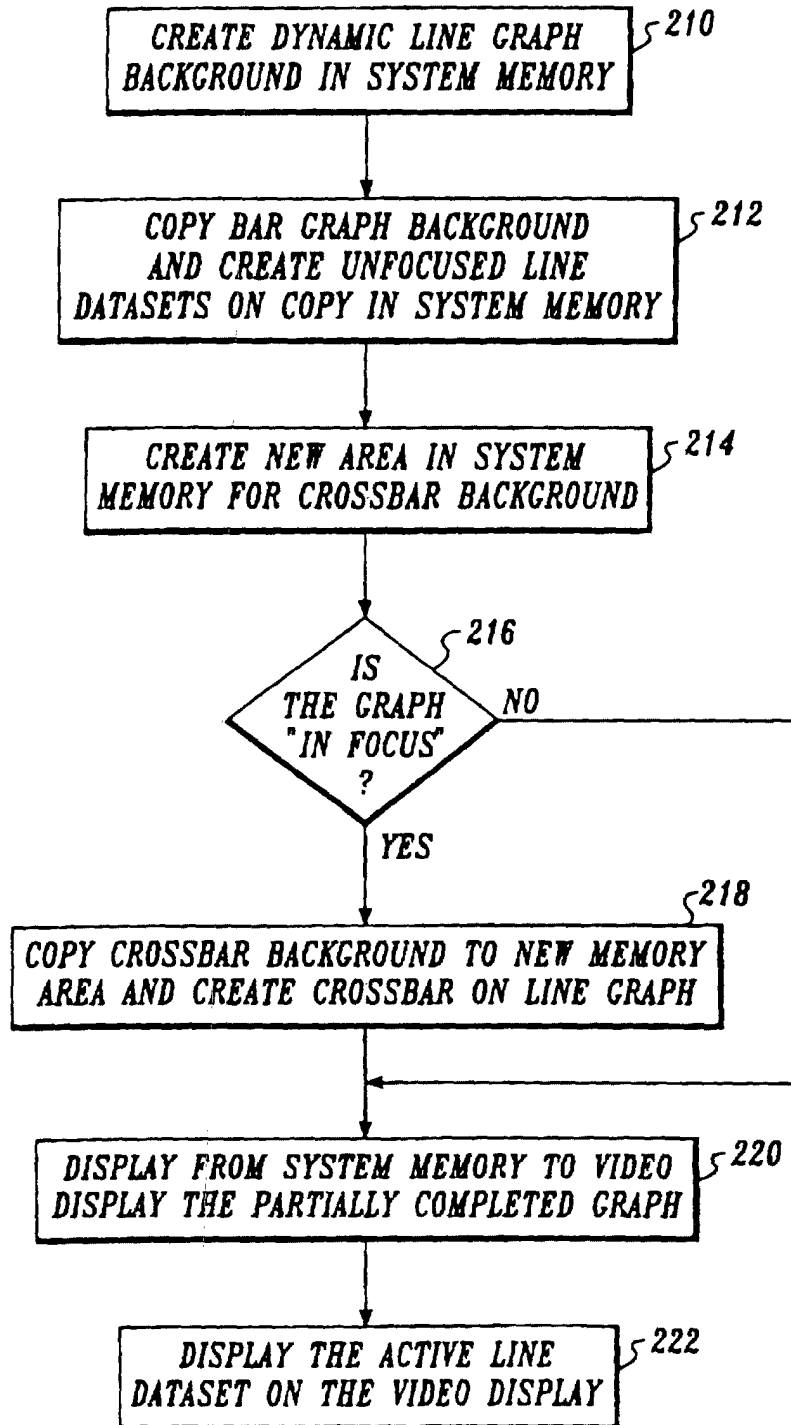 CREATE DYNAMIC LINE GRAPH
BACKGROUND IN SYSTEM MEMORY
210
COPY BAR GRAPH BACKGROUND
AND CREATE UNFOCUSED LINE
DATASETS ON COPY IN SYSTEM MEMORY
212
CREATE NEW AREA IN SYSTEM
MEMORY FOR CROSSBAR BACKGROUND
214
IS
THE GRAPH
"IN FOCUS"
?
216
NO
YES
COPY CROSSBAR BACKGROUND TO NEW MEMORY
AREA AND CREATE CROSSBAR ON LINE GRAPH
218
DISPLAY FROM SYSTEM MEMORY TO VIDEO
DISPLAY THE PARTIALLY COMPLETED GRAPH
220
DISPLAY THE ACTIVE LINE
DATASET ON THE VIDEO DISPLAY
222